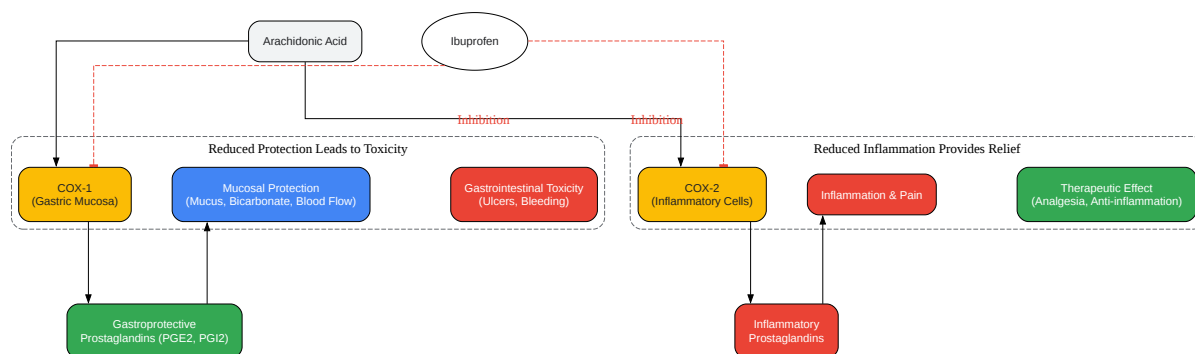 Arachidonic Acid
Ibuprofen
Inhibition
Inhibition
Reduced Protection Leads to Toxicity
Reduced Inflammation Provides Relief
COX-1
(Gastric Mucosa)
Mucosal Protection
(Mucus, Bicarbonate, Blood Flow)
Gastrointestinal Toxicity
(Ulcers, Bleeding)
COX-2
(Inflammatory Cells)
Inflammation & Pain
Therapeutic Effect
(Analgesia, Anti-inflammation)
Gastroprotective
Prostaglandins (PGE2, PGI2)
Inflammatory
Prostaglandins